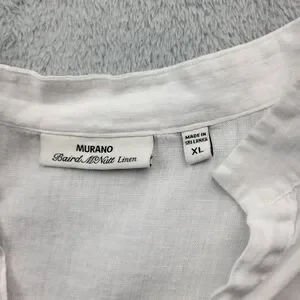 MURANO
Baird McNutt Linen
MADE IN
SRI LANKA
XL